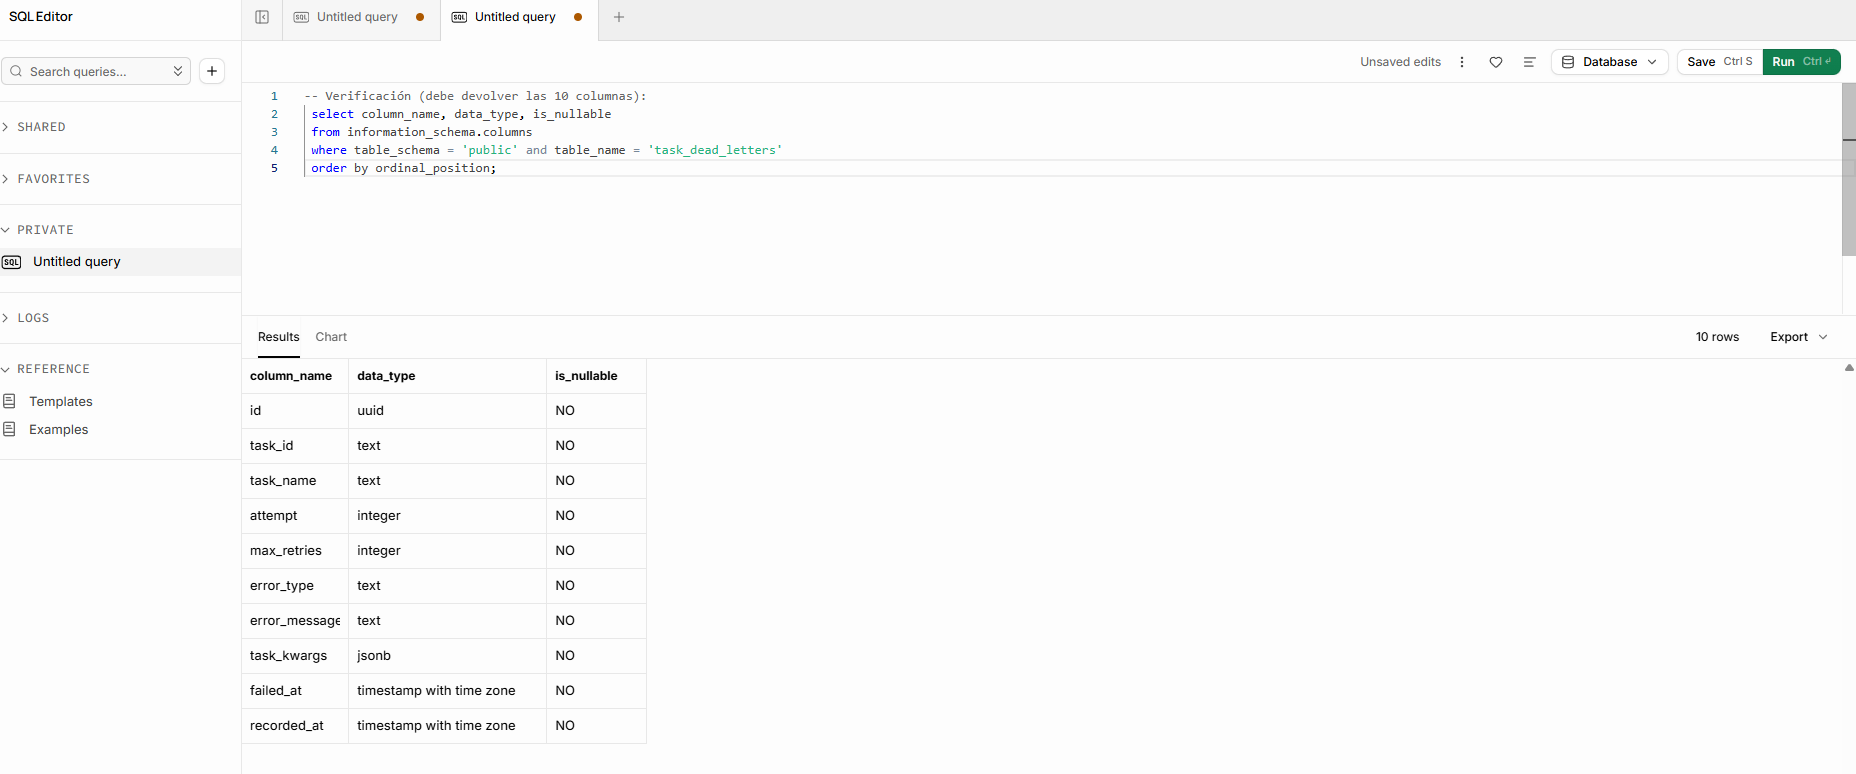 SQL Editor
Untitled query
Untitled query
Search queries...
Unsaved edits
Database
Save Ctrl S
Run Ctrl ↵
SHARED
FAVORITES
PRIVATE
Untitled query
LOGS
REFERENCE
Templates
Examples
1 -- Verificación (debe devolver las 10 columnas):
2 select column_name, data_type, is_nullable
3 from information_schema.columns
4 where table_schema = 'public' and table_name = 'task_dead_letters'
5 order by ordinal_position;
Results Chart
10 rows Export
column_name data_type is_nullable
id uuid NO
task_id text NO
task_name text NO
attempt integer NO
max_retries integer NO
error_type text NO
error_message text NO
task_kwargs jsonb NO
failed_at timestamp with time zone NO
recorded_at timestamp with time zone NO